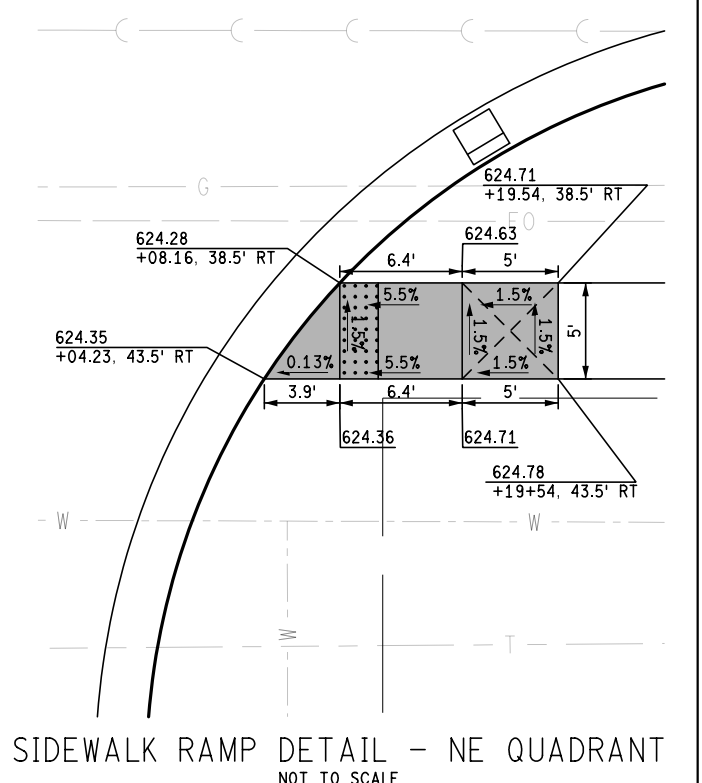 G
624.71
+19.54, 38.5' RT
FO
624.28
+08.16, 38.5' RT
624.63
6.4'
5'
5.5%
1.5%
1.5%
1.5%
1.5%
5'
624.35
+04.23, 43.5' RT
0.13%
5.5%
1.5%
3.9'
6.4'
5'
624.36
624.71
624.78
+19+54, 43.5' RT
W
W
W
T
SIDEWALK RAMP DETAIL - NE QUADRANT
NOT TO SCALE